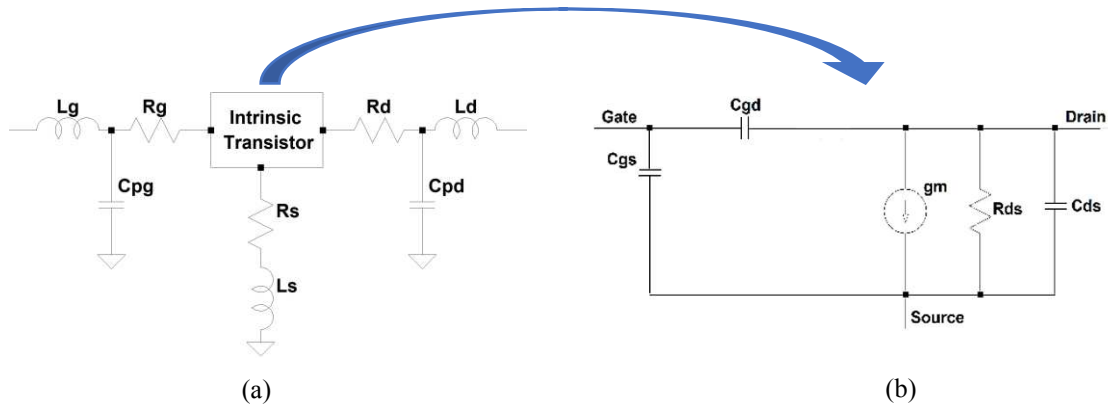 Lg
Rg
Intrinsic
Transistor
Rd
Ld
Cpg
Rs
Cpd
Ls
(a)
Gate
Cgd
Drain
Cgs
gm
Rds
Cds
Source
(b)